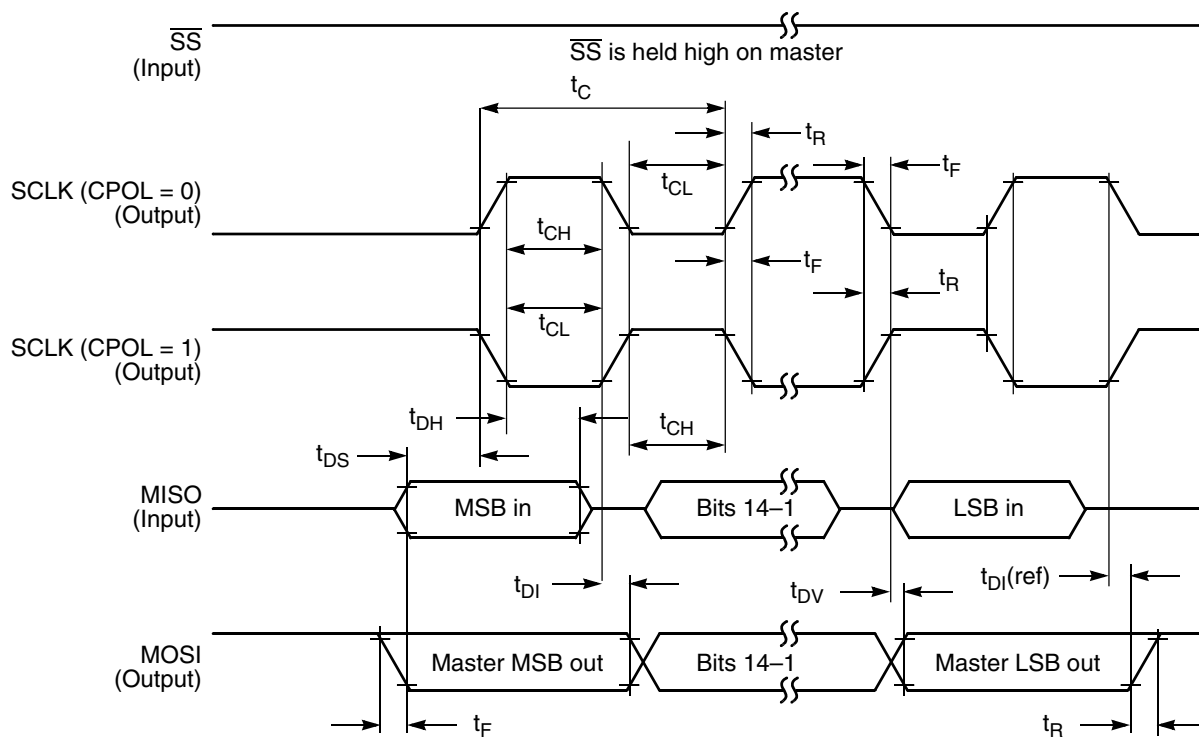 SS
(Input)
SS is held high on master
tC
tR
tF
SCLK (CPOL = 0)
(Output)
tCL
tCH
tF
tR
tCL
SCLK (CPOL = 1)
(Output)
tDH
tCH
tDS
MISO
(Input)
MSB in
Bits 14–1
LSB in
tDI
tDV
tDI(ref)
MOSI
(Output)
Master MSB out
Bits 14–1
Master LSB out
tF
tR